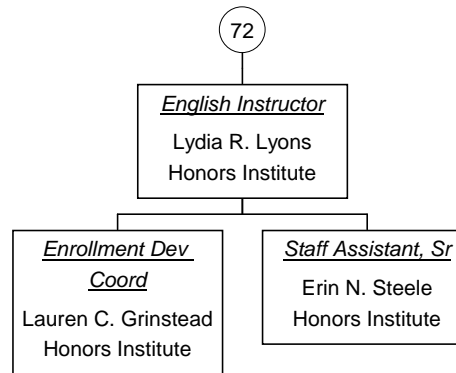 72
English Instructor
Lydia R. Lyons
Honors Institute
Enrollment Dev
Coord
Lauren C. Grinstead
Honors Institute
Staff Assistant, Sr
Erin N. Steele
Honors Institute